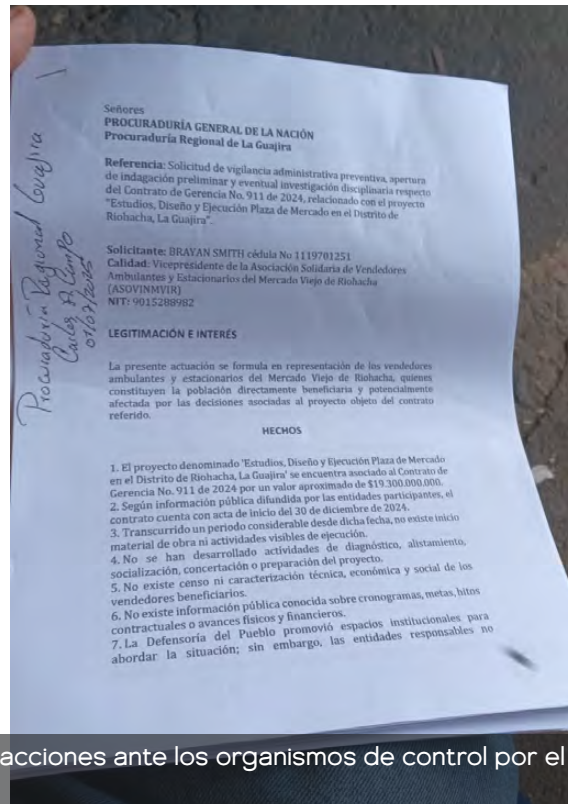 Procuraduría Regional Guajira
Carlos
Señores
PROCURADURÍA GENERAL DE LA NACIÓN
Procuraduría Regional de La Guajira
Referencia: Solicitud de vigilancia administrativa preventiva, apertura
de indagación preliminar y eventual investigación disciplinaria respecto
del Contrato de Gerencia No. 911 de 2024, relacionado con el proyecto
"Estudios, Diseño y Ejecución Plaza de Mercado en el Distrito de
Riohacha, La Guajira".
Solicitante: BRAYAN SMITH cédula No 1119701251
Calidad: Vicepresidente de la Asociación Solidaria de Vendedores
Ambulantes y Estacionarios del Mercado Viejo de Riohacha
(ASOVINMVIR)
NIT: 9015288982
LEGITIMACIÓN E INTERÉS
La presente actuación se formula en representación de los vendedores
ambulantes y estacionarios del Mercado Viejo de Riohacha, quienes
constituyen la población directamente beneficiaria y potencialmente
afectada por las decisiones asociadas al proyecto objeto del contrato
referido.
HECHOS
1. El proyecto denominado 'Estudios, Diseño y Ejecución Plaza de Mercado
en el Distrito de Riohacha, La Guajira' se encuentra asociado al Contrato de
Gerencia No. 911 de 2024 por un valor aproximado de $19.300.000.000.
2. Según información pública difundida por las entidades participantes, el
contrato cuenta con acta de inicio del 30 de diciembre de 2024.
3. Transcurrido un periodo considerable desde dicha fecha, no existe inicio
material de obra ni actividades visibles de ejecución.
4. No se han desarrollado actividades de diagnóstico, alistamiento,
socialización, concertación o preparación del proyecto.
5. No existe censo ni caracterización técnica, económica y social de los
vendedores beneficiarios.
6. No existe información pública conocida sobre cronogramas, metas, hitos
contractuales o avances físicos y financieros.
7. La Defensoría del Pueblo promovió espacios institucionales para
abordar la situación; sin embargo, las entidades responsables no
acciones ante los organismos de control por el